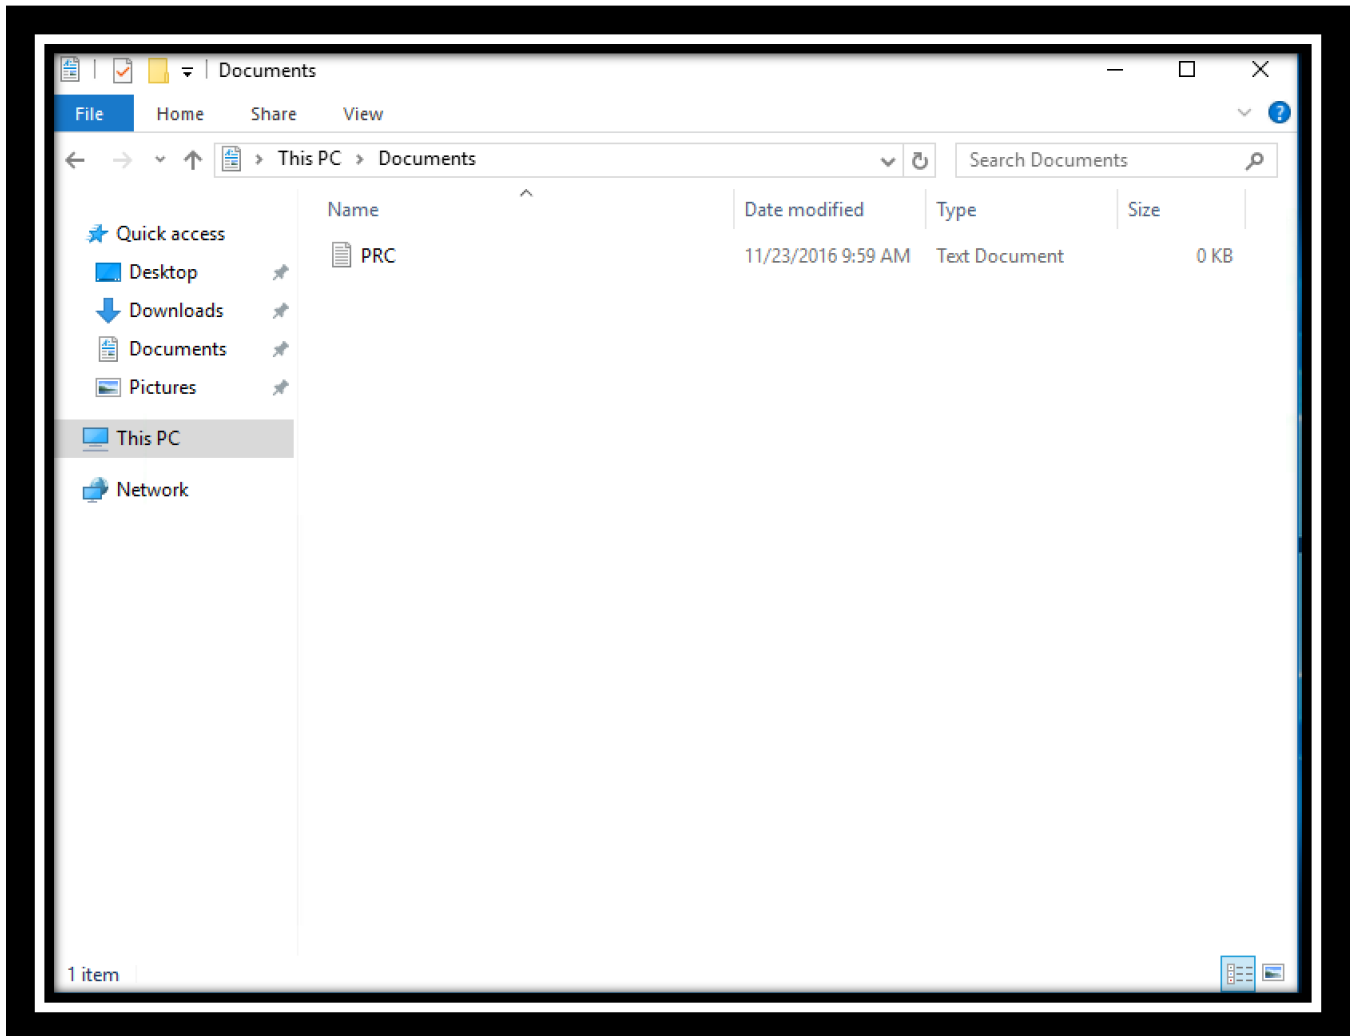 Documents
File Home Share View
This PC > Documents Search Documents
Name Date modified Type Size
Quick access
PRC 11/23/2016 9:59 AM Text Document 0 KB
Desktop
Downloads
Documents
Pictures
This PC
Network
1 item